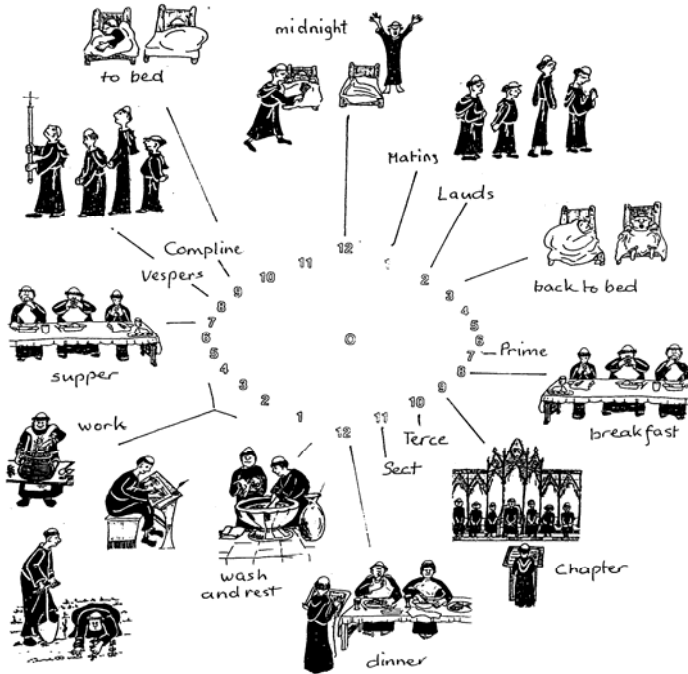 midnight
to bed
Matins
Lauds
Compline
Vespers
back to bed
12
1
2
3
4
5
6
7
8
9
10
11
12
1
2
3
4
5
6
7
8
9
10
11
Prime
breakfast
supper
work
Terce
Sect
Chapter
wash
and rest
dinner